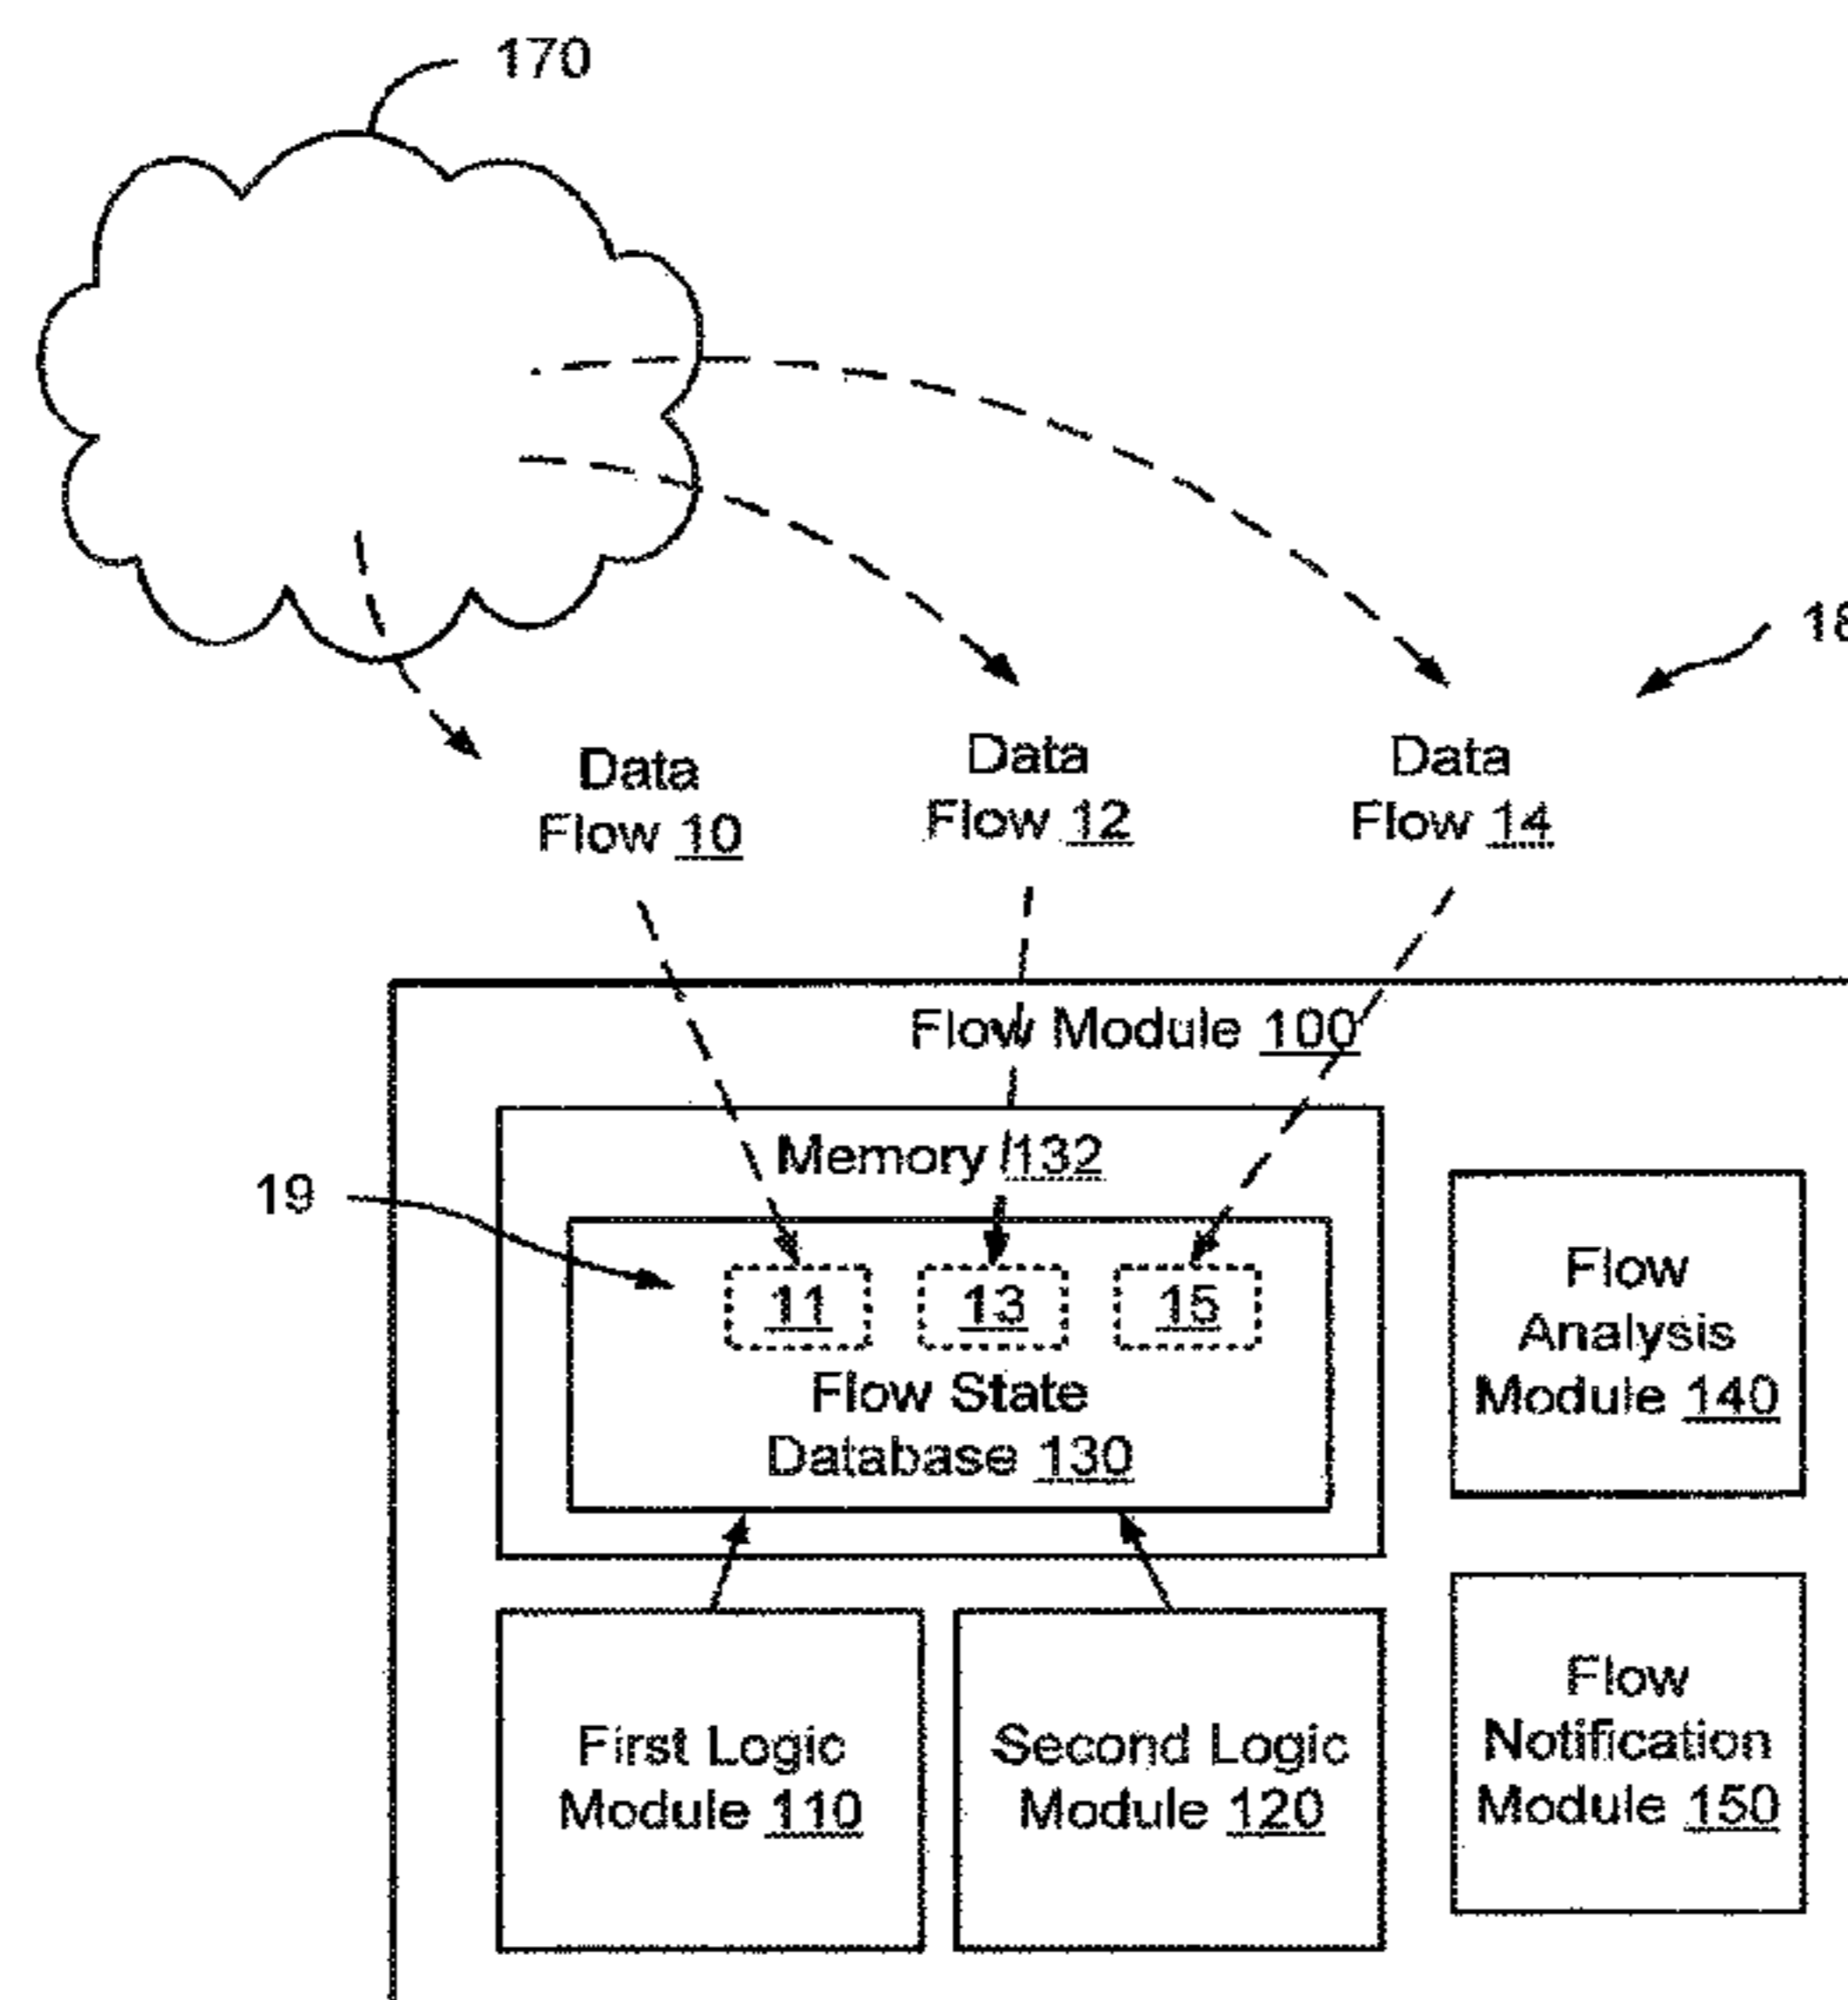 170
18
Data
Flow 10
Data
Flow 12
Data
Flow 14
Flow Module 100
Memory 132
19
11
13
15
Flow State
Database 130
Flow
Analysis
Module 140
First Logic
Module 110
Second Logic
Module 120
Flow
Notification
Module 150